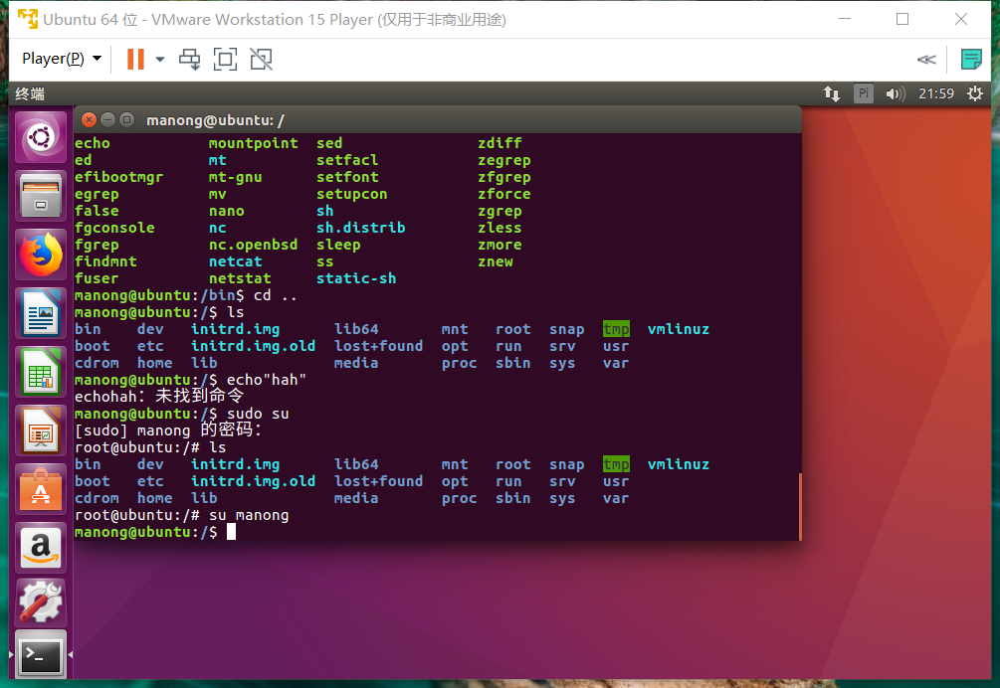 Ubuntu 64 位 - VMware Workstation 15 Player (仅用于非商业用途)
Player(P)
终端 Pi 21:59
manong@ubuntu: /
echo mountpoint sed zdiff
ed mt setfacl zegrep
efibootmgr mt-gnu setfont zfgrep
egrep mv setupcon zforce
false nano sh zgrep
fgconsole nc sh.distrib zless
fgrep nc.openbsd sleep zmore
findmnt netcat ss znew
fuser netstat static-sh
manong@ubuntu:/bin$ cd ..
manong@ubuntu:/$ ls
bin dev initrd.img lib64 mnt root snap tmp vmlinuz
boot etc initrd.img.old lost+found opt run srv usr
cdrom home lib media proc sbin sys var
manong@ubuntu:/$ echo"hah"
echohah: 未找到命令
manong@ubuntu:/$ sudo su
[sudo] manong 的密码:
root@ubuntu:/# ls
bin dev initrd.img lib64 mnt root snap tmp vmlinuz
boot etc initrd.img.old lost+found opt run srv usr
cdrom home lib media proc sbin sys var
root@ubuntu:/# su manong
manong@ubuntu:/$